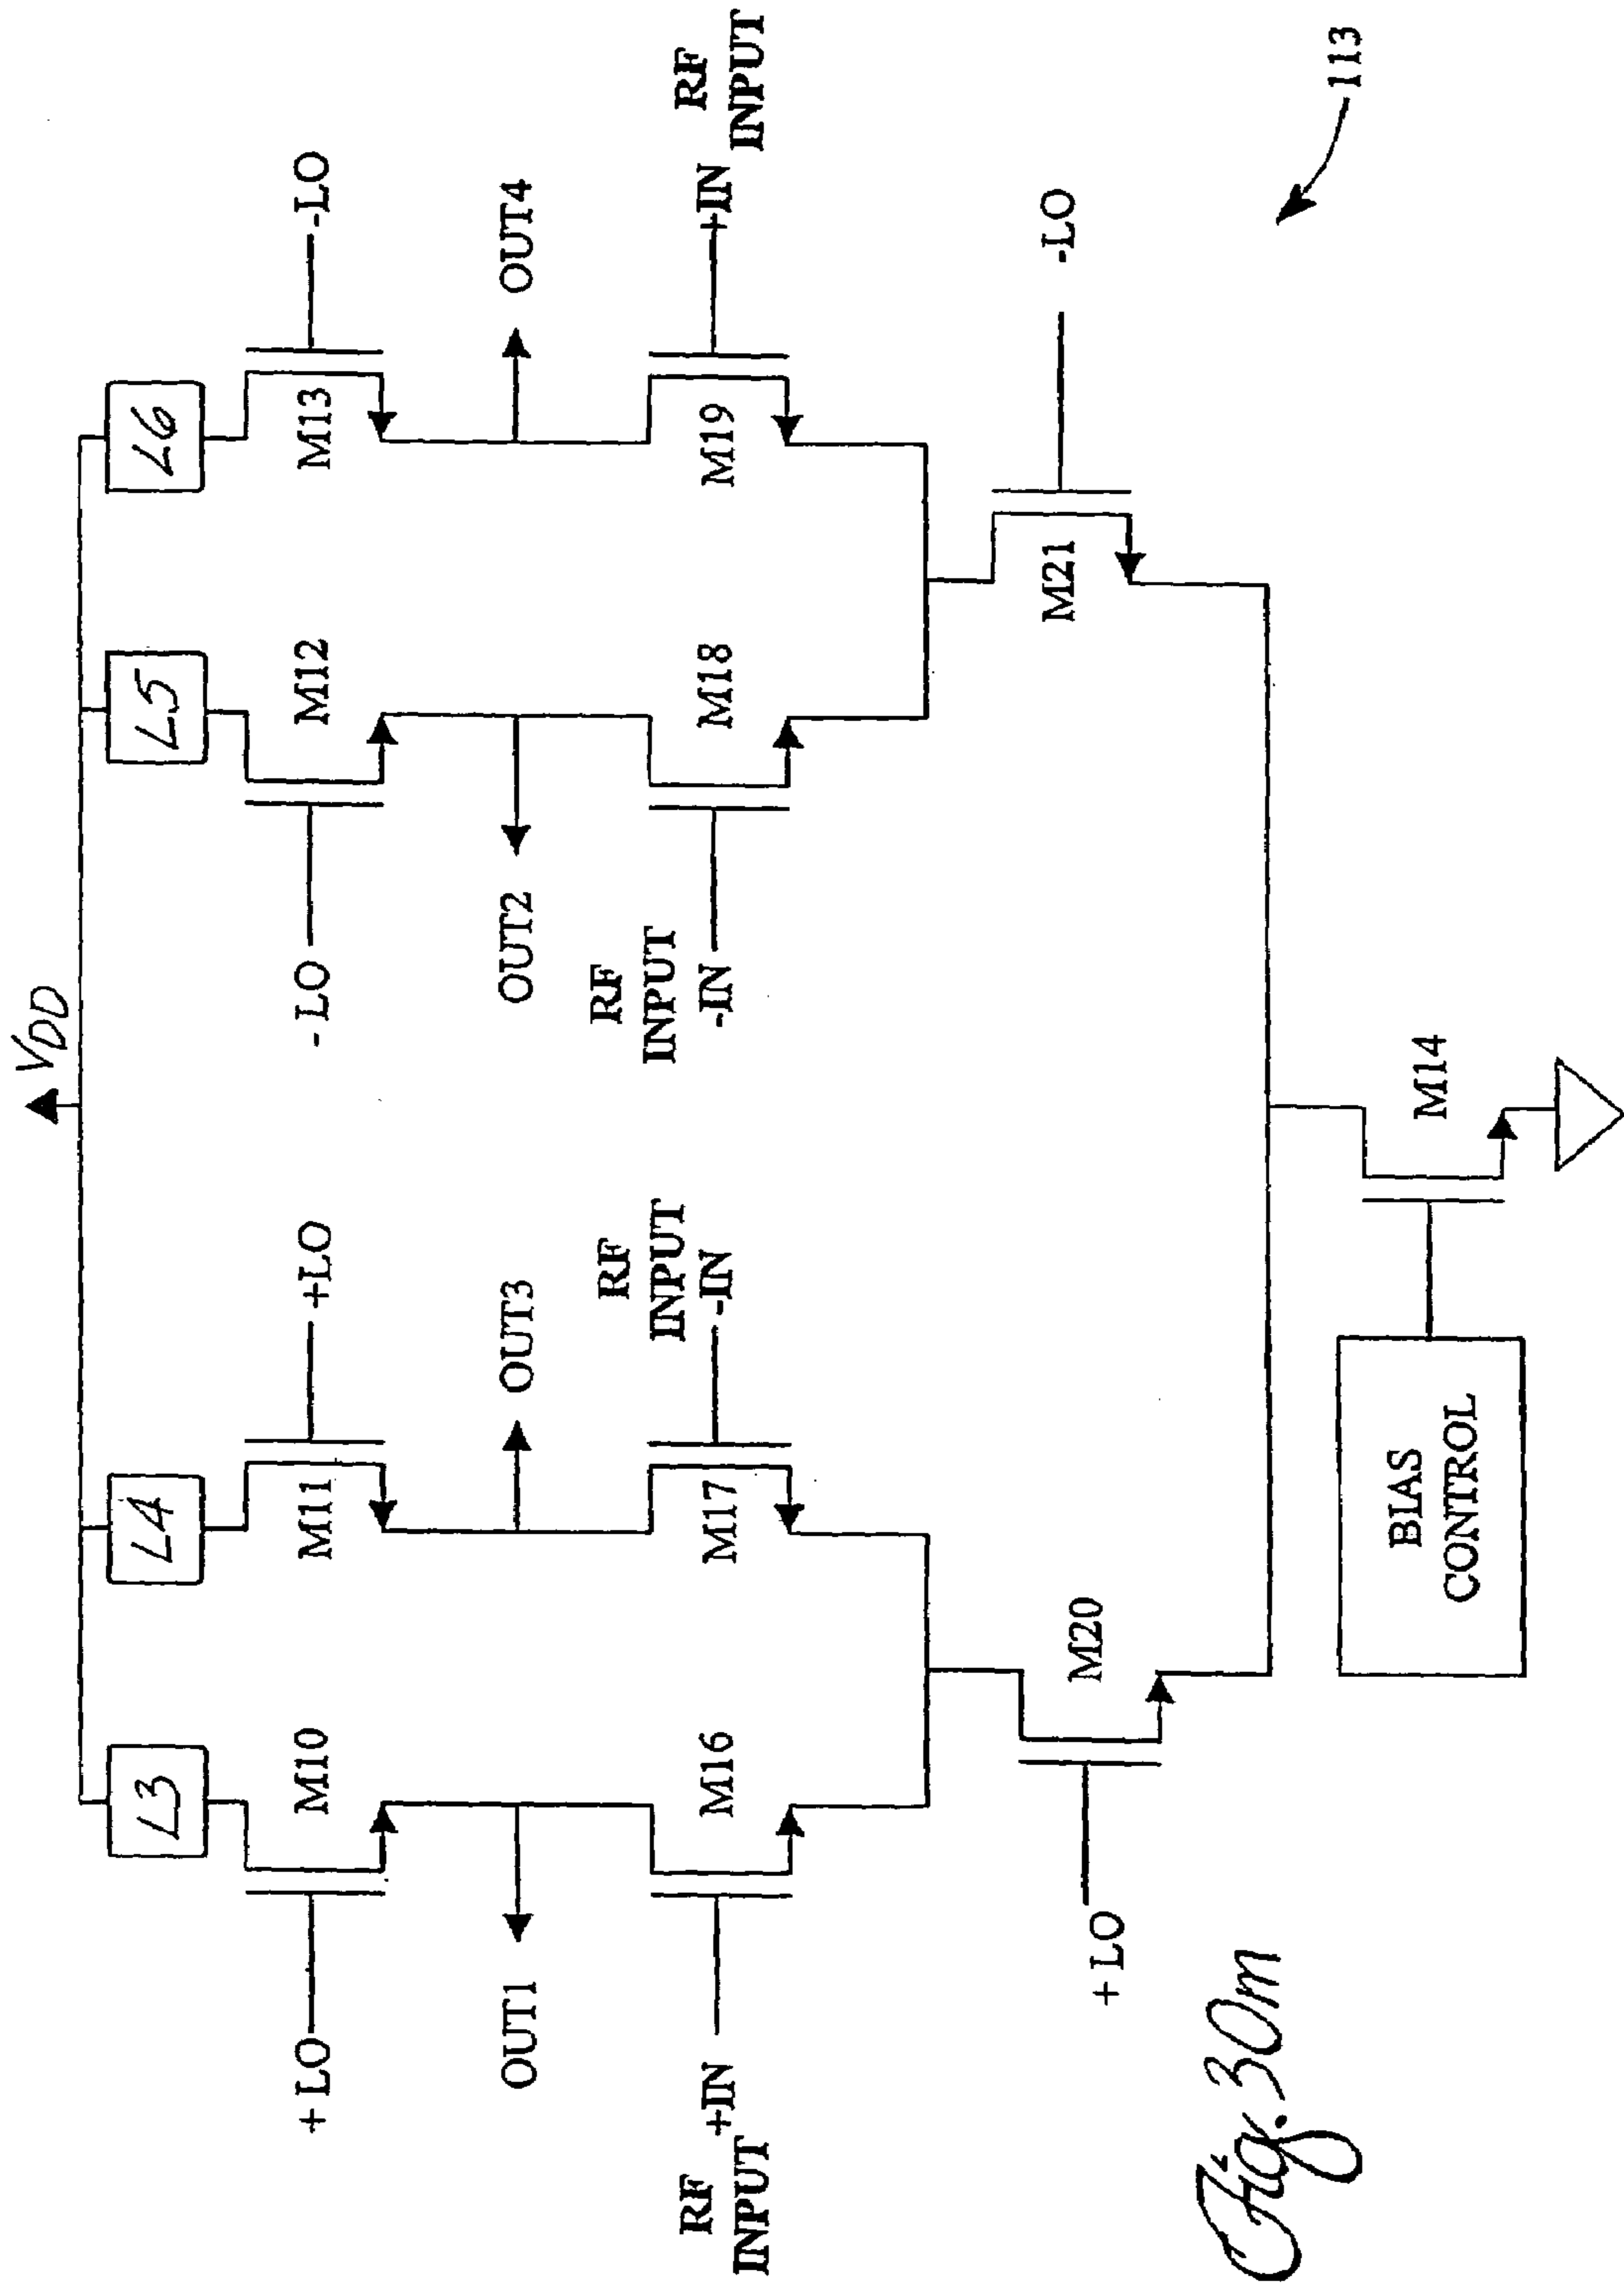 VDD
L3
L4
L5
L6
+ LO
M10
M11
+LO
- LO
M12
M13
-LO
OUT1
OUT3
OUT2
OUT4
RF
INPUT
+IN
M16
M17
RF
INPUT
-IN
RF
INPUT
-IN
M18
M19
+IN
RF
INPUT
+ LO
M20
M21
-LO
BIAS
CONTROL
M14
113
Fig. 30m